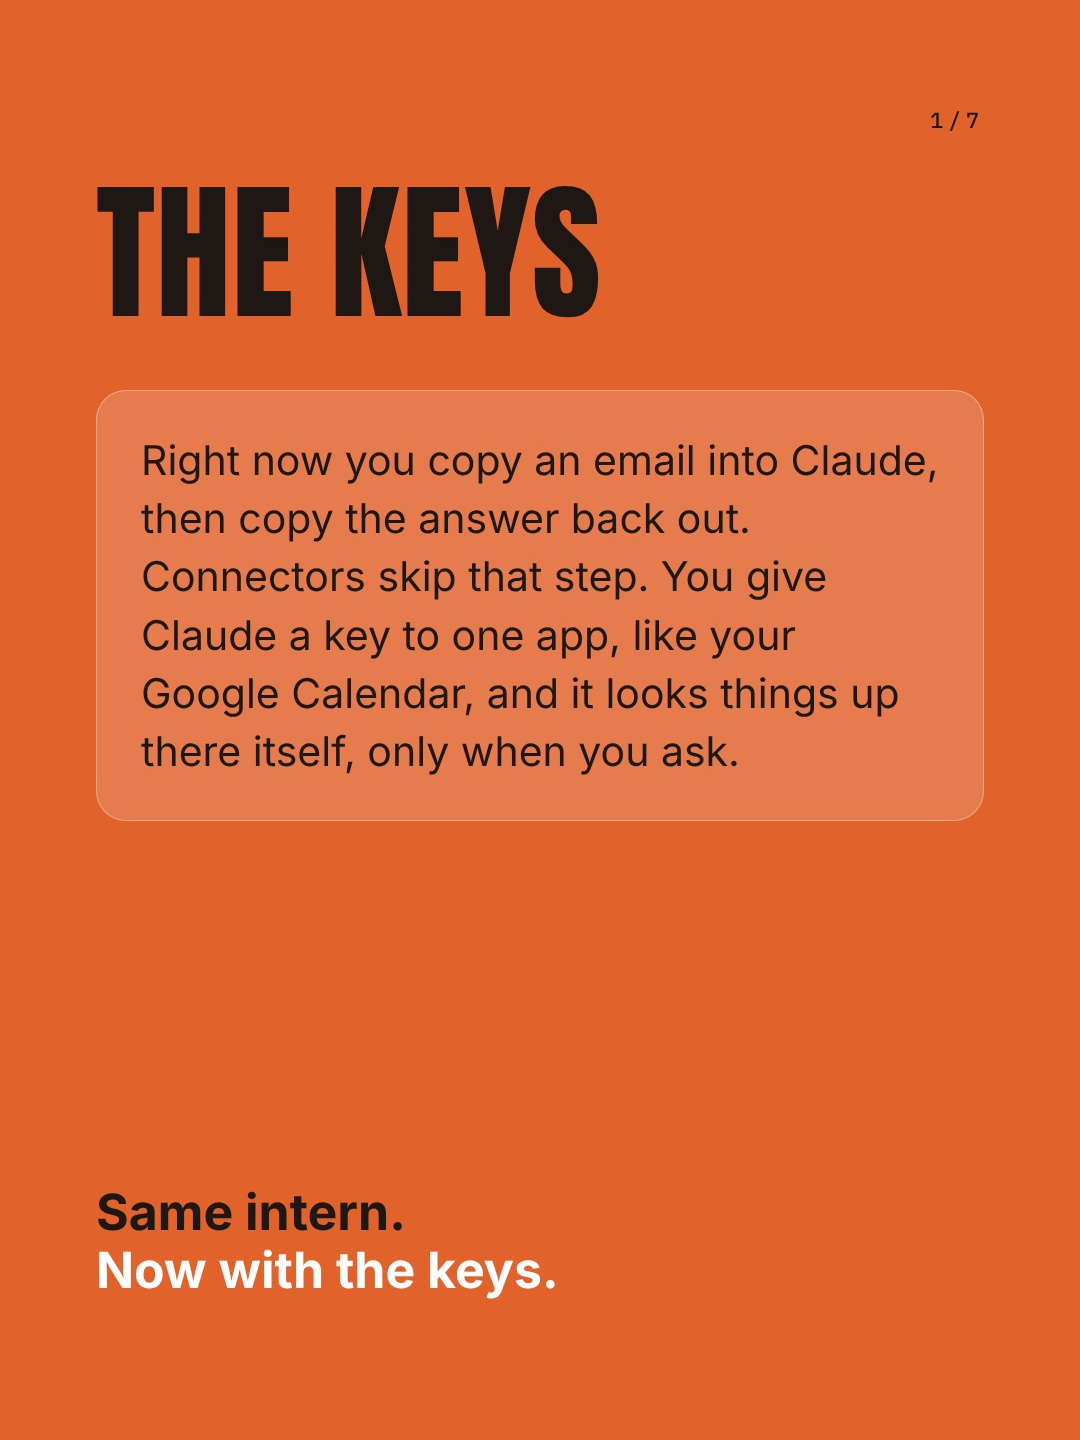 1 / 7
THE KEYS
Right now you copy an email into Claude,
then copy the answer back out.
Connectors skip that step. You give
Claude a key to one app, like your
Google Calendar, and it looks things up
there itself, only when you ask.
Same intern.
Now with the keys.